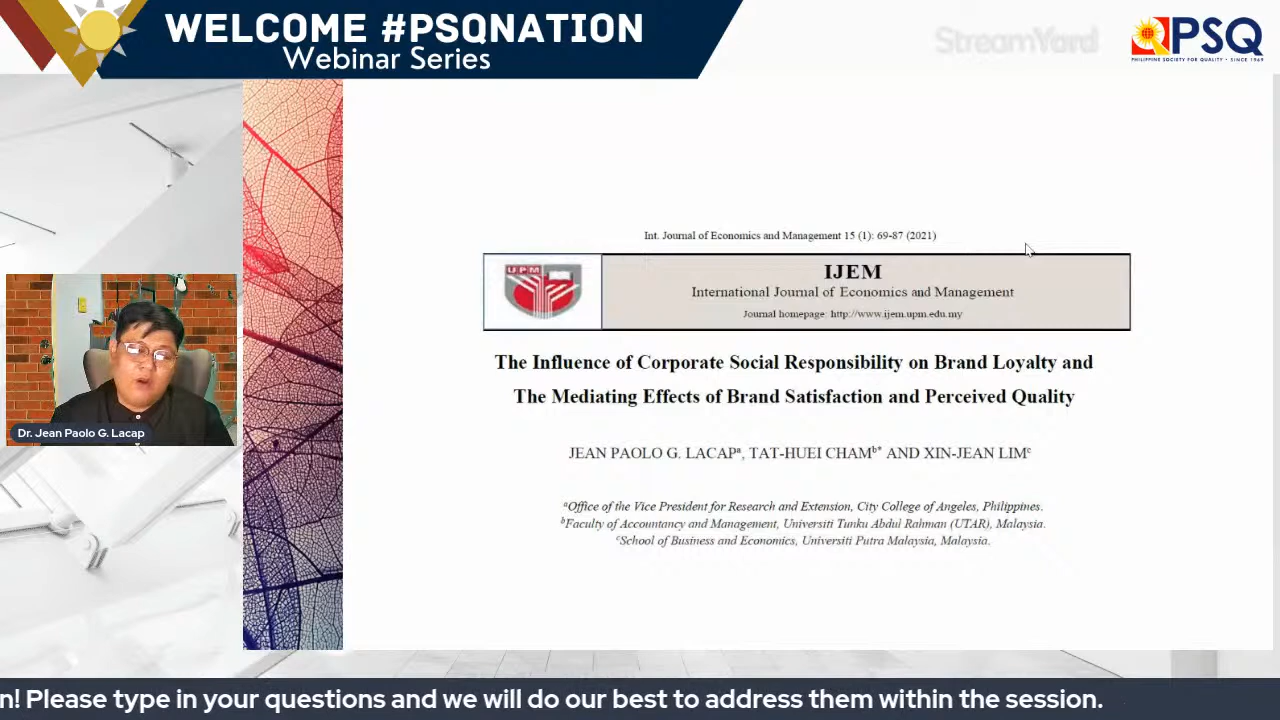 WELCOME #PSQNATION
Webinar Series
StreamYard
PSQ
PHILIPPINE SOCIETY FOR QUALITY • SINCE 1969
Int. Journal of Economics and Management 15 (1): 69-87 (2021)
UPM
IJEM
International Journal of Economics and Management
Journal homepage: http://www.ijem.upm.edu.my
The Influence of Corporate Social Responsibility on Brand Loyalty and
The Mediating Effects of Brand Satisfaction and Perceived Quality
JEAN PAOLO G. LACAPᵃ, TAT-HUEI CHAMᵇ* AND XIN-JEAN LIMᶜ
ᵃOffice of the Vice President for Research and Extension, City College of Angeles, Philippines.
ᵇFaculty of Accountancy and Management, Universiti Tunku Abdul Rahman (UTAR), Malaysia.
ᶜSchool of Business and Economics, Universiti Putra Malaysia, Malaysia.
Dr. Jean Paolo G. Lacap
n! Please type in your questions and we will do our best to address them within the session.